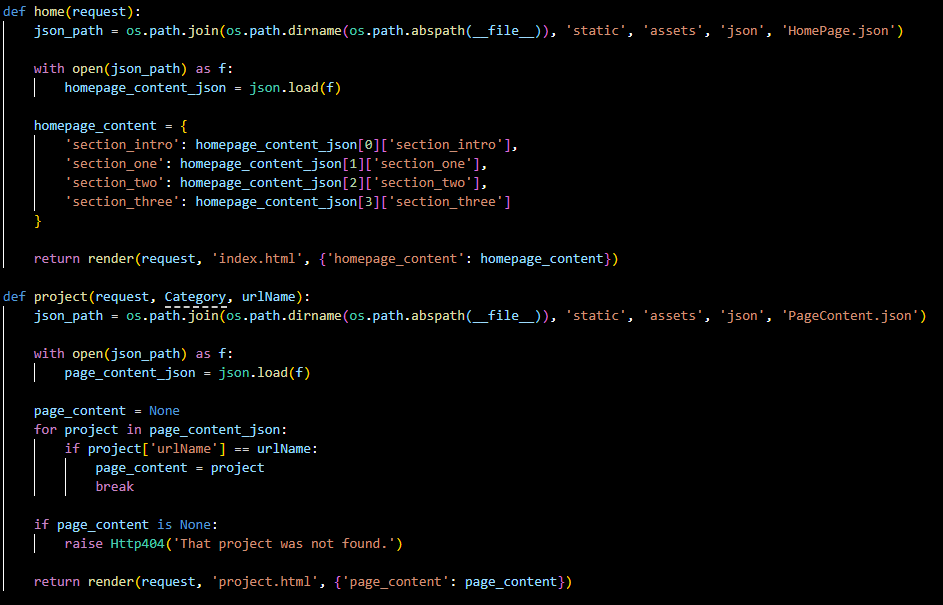 def home(request):
    json_path = os.path.join(os.path.dirname(os.path.abspath(__file__)), 'static', 'assets', 'json', 'HomePage.json')

    with open(json_path) as f:
        homepage_content_json = json.load(f)

    homepage_content = {
        'section_intro': homepage_content_json[0]['section_intro'],
        'section_one': homepage_content_json[1]['section_one'],
        'section_two': homepage_content_json[2]['section_two'],
        'section_three': homepage_content_json[3]['section_three']
    }

    return render(request, 'index.html', {'homepage_content': homepage_content})

def project(request, Category, urlName):
    json_path = os.path.join(os.path.dirname(os.path.abspath(__file__)), 'static', 'assets', 'json', 'PageContent.json')

    with open(json_path) as f:
        page_content_json = json.load(f)

    page_content = None
    for project in page_content_json:
        if project['urlName'] == urlName:
            page_content = project
            break

    if page_content is None:
        raise Http404('That project was not found.')

    return render(request, 'project.html', {'page_content': page_content})